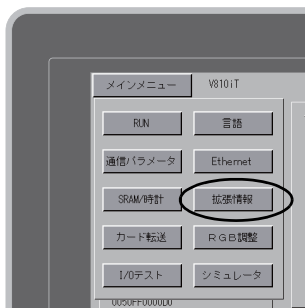 メインメニュー V810iT
RUN 言語
通信パラメータ Ethernet
SRAM/時計 拡張情報
カード転送 RGB調整
I/Oテスト シミュレータ
0050FF0000D0